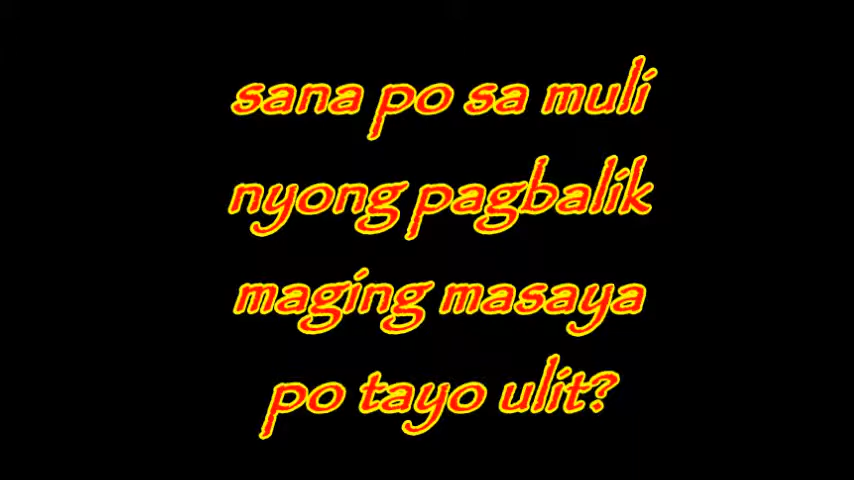 sana po sa muli
nyong pagbalik
maging masaya
po tayo ulit?